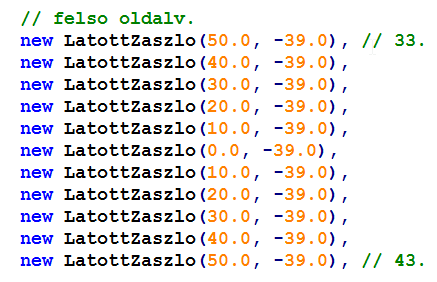 // felso oldalv.
new LatottZaszlo(50.0, -39.0), // 33.
new LatottZaszlo(40.0, -39.0),
new LatottZaszlo(30.0, -39.0),
new LatottZaszlo(20.0, -39.0),
new LatottZaszlo(10.0, -39.0),
new LatottZaszlo(0.0, -39.0),
new LatottZaszlo(10.0, -39.0),
new LatottZaszlo(20.0, -39.0),
new LatottZaszlo(30.0, -39.0),
new LatottZaszlo(40.0, -39.0),
new LatottZaszlo(50.0, -39.0), // 43.